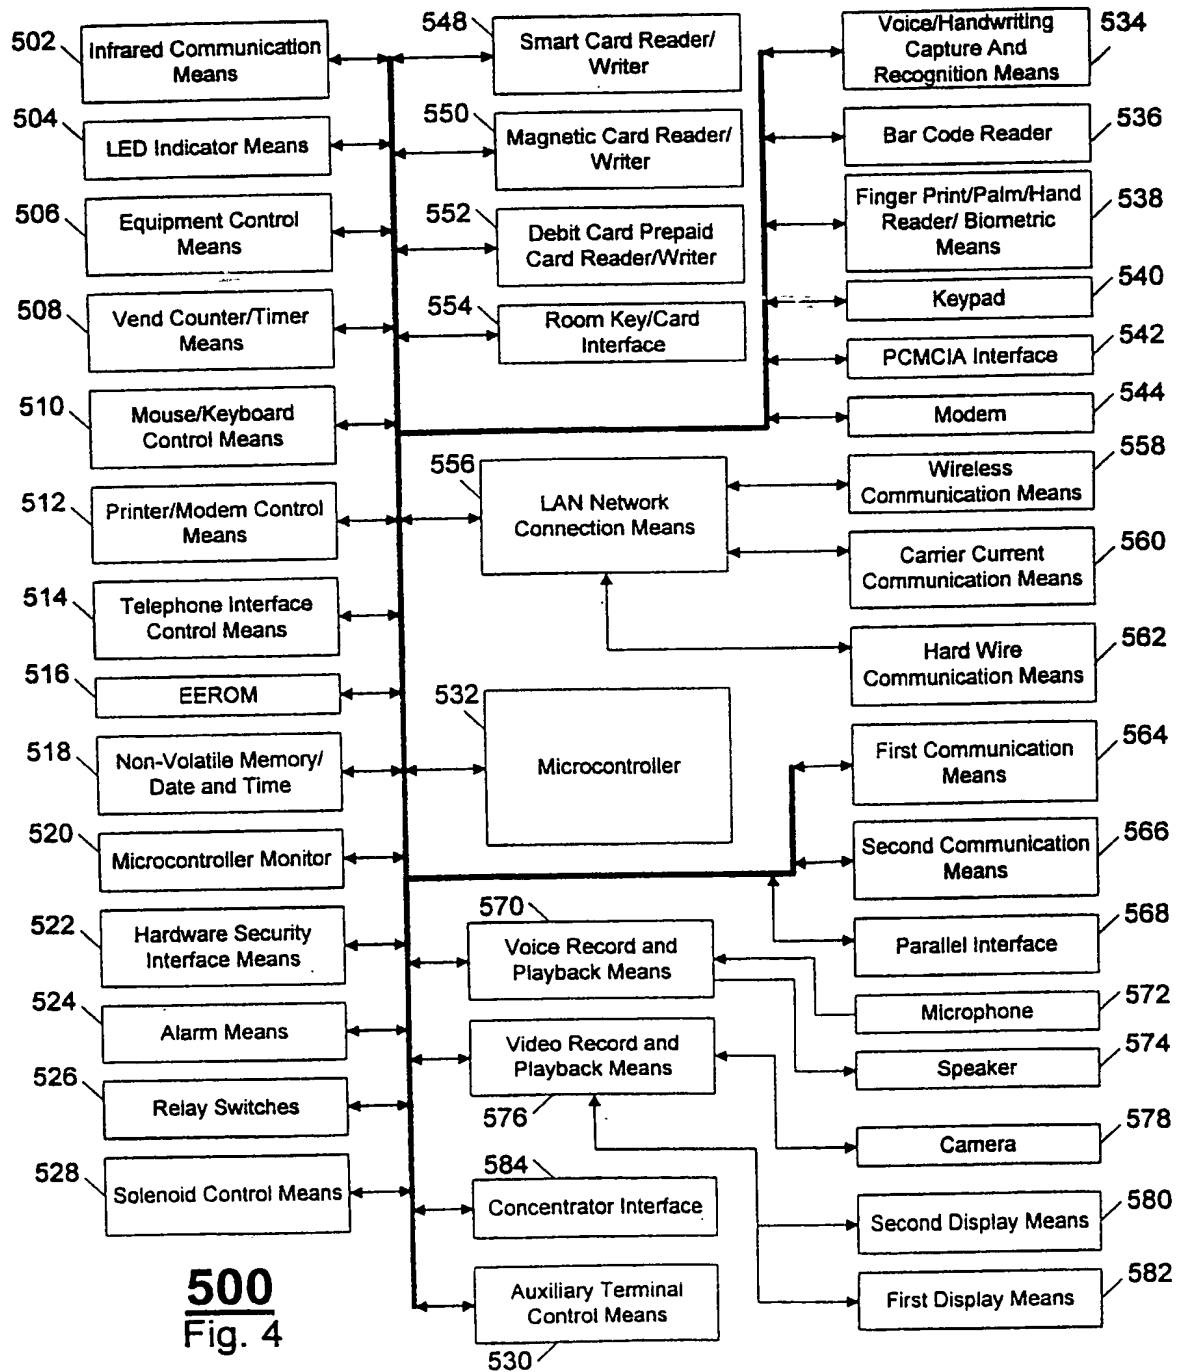 502
Infrared Communication
Means
504
LED Indicator Means
506
Equipment Control
Means
508
Vend Counter/Timer
Means
510
Mouse/Keyboard
Control Means
512
Printer/Modem Control
Means
514
Telephone Interface
Control Means
516
EEROM
518
Non-Volatile Memory/
Date and Time
520
Microcontroller Monitor
522
Hardware Security
Interface Means
524
Alarm Means
526
Relay Switches
528
Solenoid Control Means
548
Smart Card Reader/
Writer
550
Magnetic Card Reader/
Writer
552
Debit Card Prepaid
Card Reader/Writer
554
Room Key/Card
Interface
556
LAN Network
Connection Means
532
Microcontroller
570
Voice Record and
Playback Means
Video Record and
Playback Means
576
584
Concentrator Interface
Auxiliary Terminal
Control Means
530
Voice/Handwriting
Capture And
Recognition Means
534
Bar Code Reader
536
Finger Print/Palm/Hand
Reader/ Biometric
Means
538
Keypad
540
PCMCIA Interface
542
Modem
544
Wireless
Communication Means
558
Carrier Current
Communication Means
560
Hard Wire
Communication Means
562
First Communication
Means
564
Second Communication
Means
566
Parallel Interface
568
Microphone
572
Speaker
574
Camera
578
Second Display Means
580
First Display Means
582
500
Fig. 4